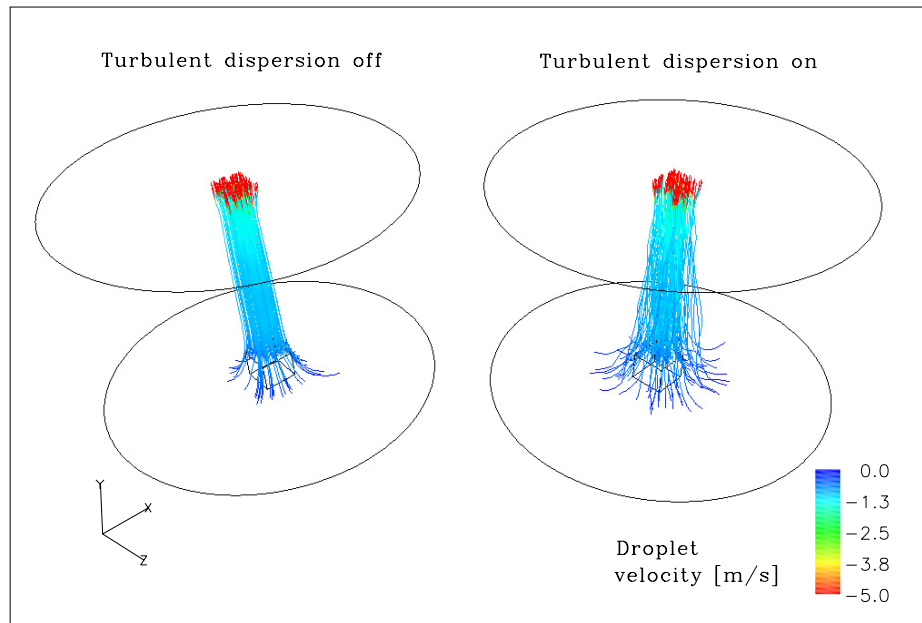 Turbulent dispersion off
Turbulent dispersion on
Y
X
Z
Droplet
velocity [m/s]
0.0
−1.3
−2.5
−3.8
−5.0